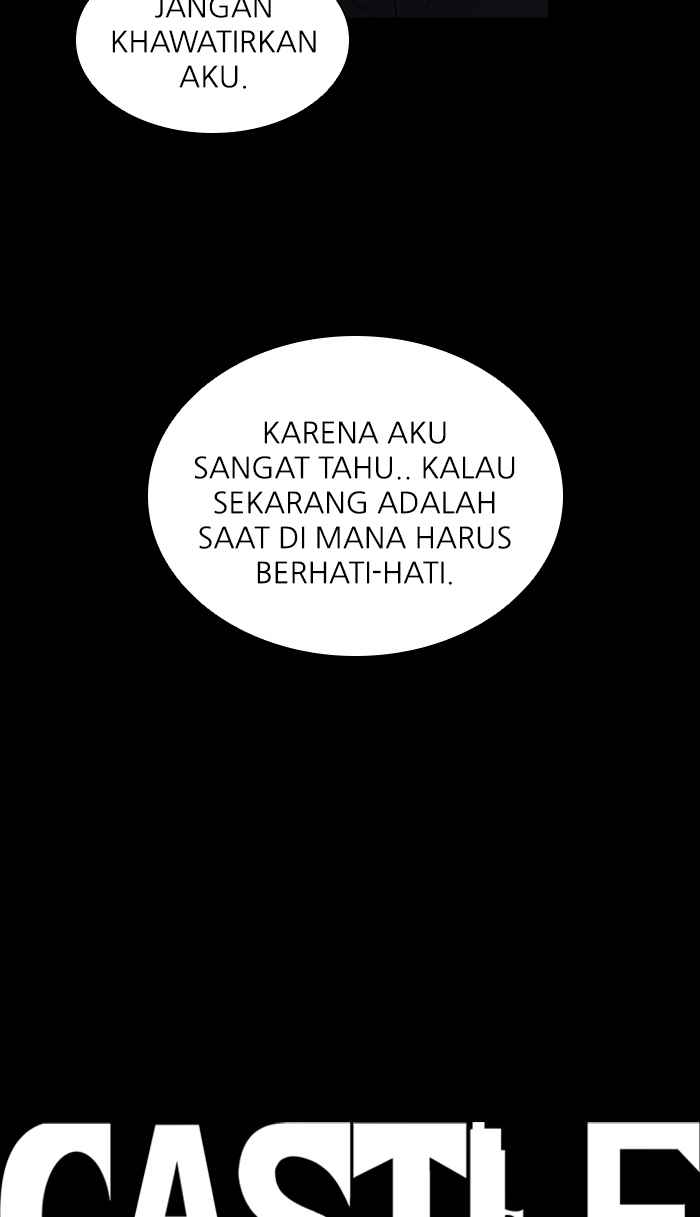 JANGAN
KHAWATIRKAN
AKU.
KARENA AKU
SANGAT TAHU.. KALAU
SEKARANG ADALAH
SAAT DI MANA HARUS
BERHATI-HATI.
CASTLE